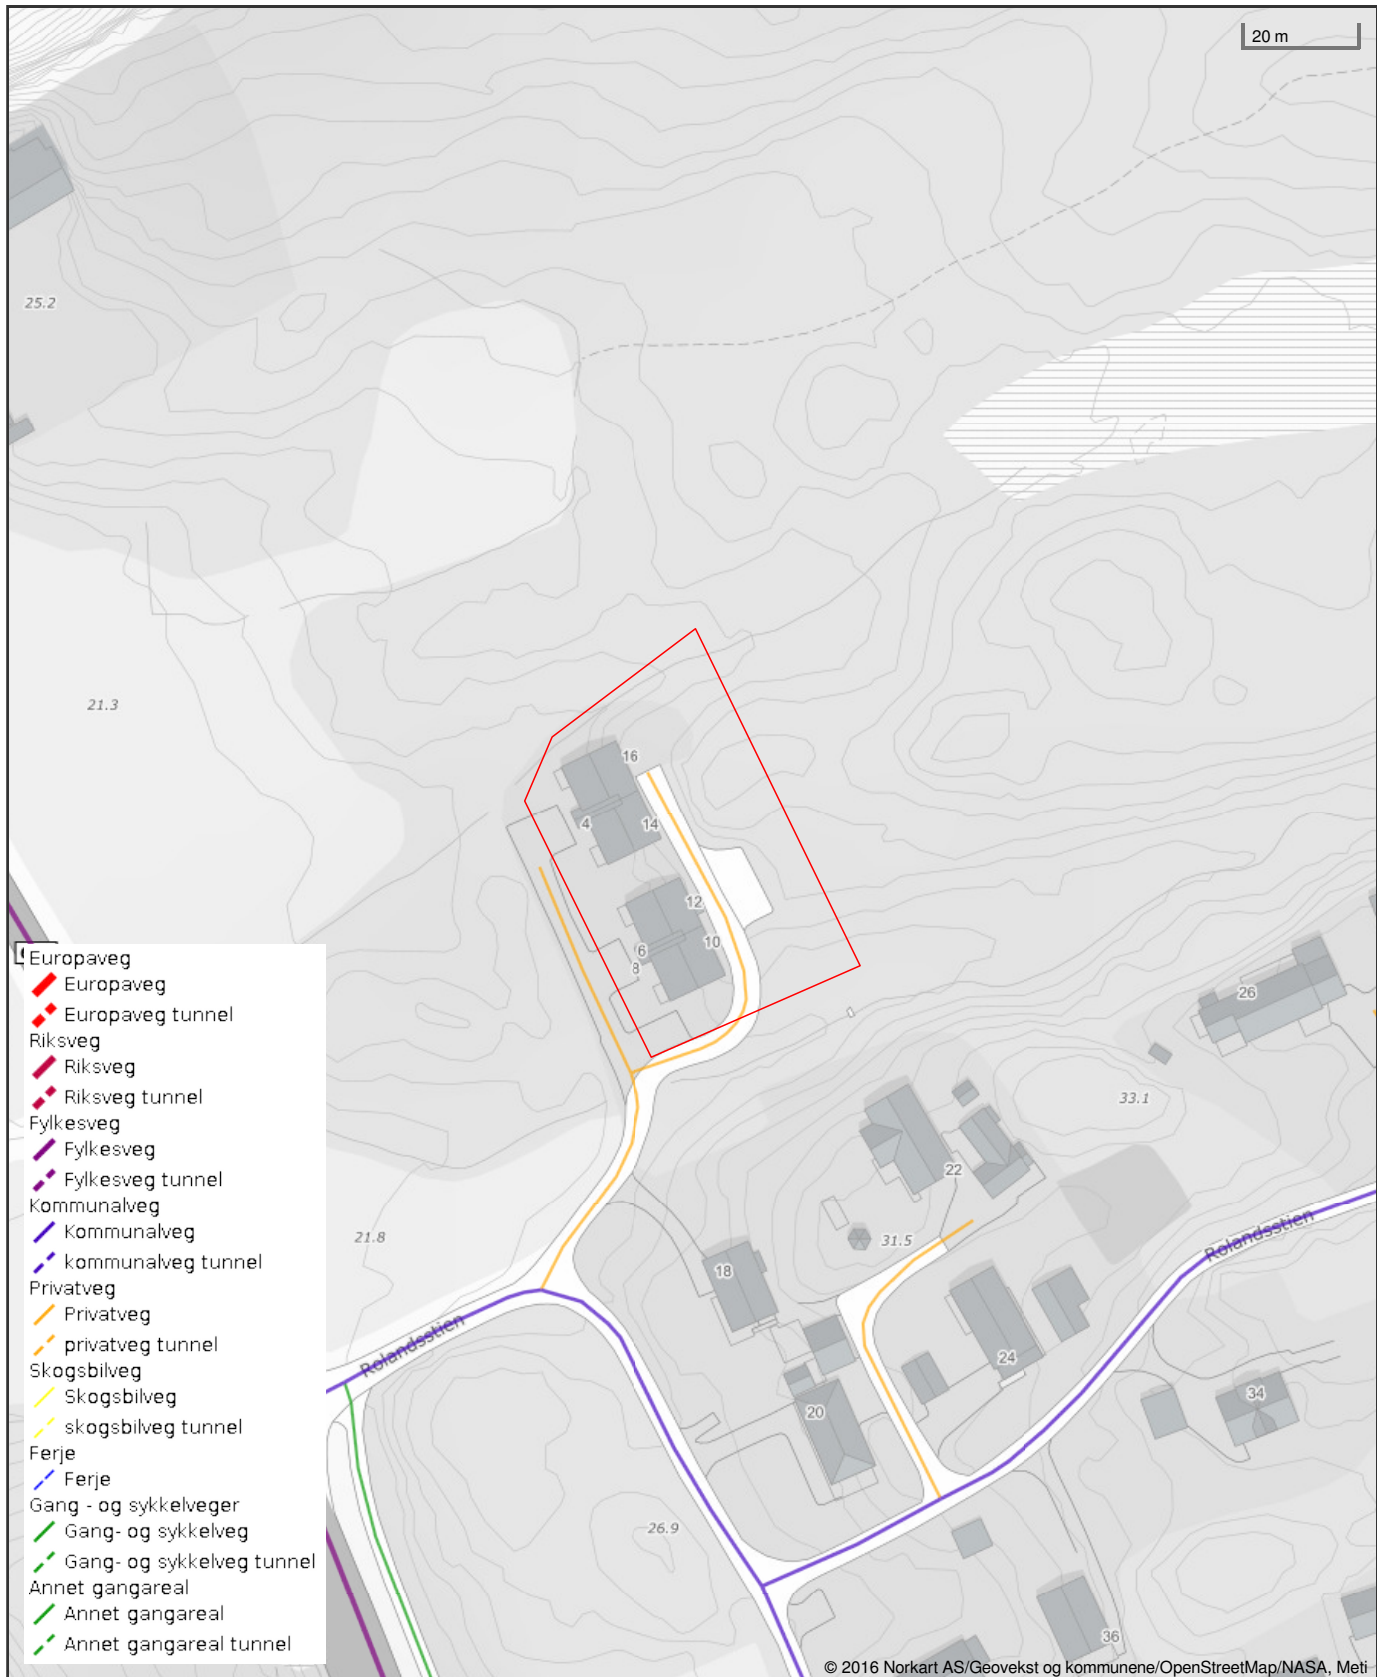 20 m
25.2
21.3
16
4
14
12
10
6
8
26
33.1
22
31.5
21.8
18
24
20
34
26.9
36
Rolandsstien
Rolandsstien
Europaveg
Europaveg
Europaveg tunnel
Riksveg
Riksveg
Riksveg tunnel
Fylkesveg
Fylkesveg
Fylkesveg tunnel
Kommunalveg
Kommunalveg
kommunalveg tunnel
Privatveg
Privatveg
privatveg tunnel
Skogsbilveg
Skogsbilveg
skogsbilveg tunnel
Ferje
Ferje
Gang - og sykkelveger
Gang- og sykkelveg
Gang- og sykkelveg tunnel
Annet gangareal
Annet gangareal
Annet gangareal tunnel
© 2016 Norkart AS/Geovekst og kommunene/OpenStreetMap/NASA, Meti